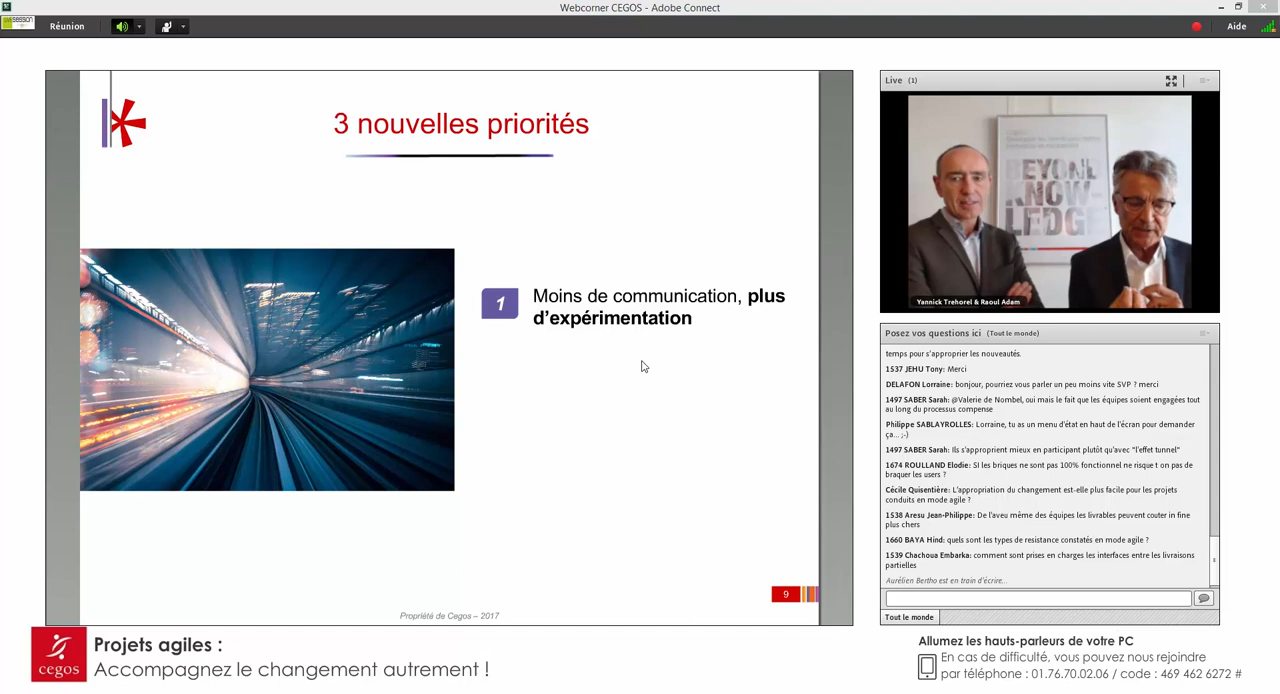 Webcorner CEGOS - Adobe Connect
Réunion
Aide
3 nouvelles priorités
1
Moins de communication, plus
d'expérimentation
9
Propriété de Cegos – 2017
Live (1)
BEYOND
KNOW-
LEDGE
Yannick Trehorel & Raoul Adam
Posez vos questions ici (Tout le monde)
temps pour s'approprier les nouveautés.
1537 JEHU Tony: Merci
DELAFON Lorraine: bonjour, pourriez vous parler un peu moins vite SVP ? merci
1497 SABER Sarah: @Valerie de Nombel, oui mais le fait que les équipes soient engagées tout
au long du processus compense
Philippe SABLAYROLLES: Lorraine, tu as un menu d'état en haut de l'écran pour demander
ça... ;-)
1497 SABER Sarah: Ils s'approprient mieux en participant plutôt qu'avec "l'effet tunnel"
1674 ROULLAND Elodie: SI les briques ne sont pas 100% fonctionnel ne risque t on pas de
braquer les users ?
Cécile Quisentière: L'appropriation du changement est-elle plus facile pour les projets
conduits en mode agile ?
1538 Aresu Jean-Philippe: De l'aveu même des équipes les livrables peuvent couter in fine
plus chers
1660 BAYA Hind: quels sont les types de resistance constatés en mode agile ?
1539 Chachoua Embarka: comment sont prises en charges les interfaces entre les livraisons
partielles
Aurélien Bertho est en train d'écrire...
Tout le monde
cegos
Projets agiles :
Accompagnez le changement autrement !
Allumez les hauts-parleurs de votre PC
En cas de difficulté, vous pouvez nous rejoindre
par téléphone : 01.76.70.02.06 / code : 469 462 6272 #